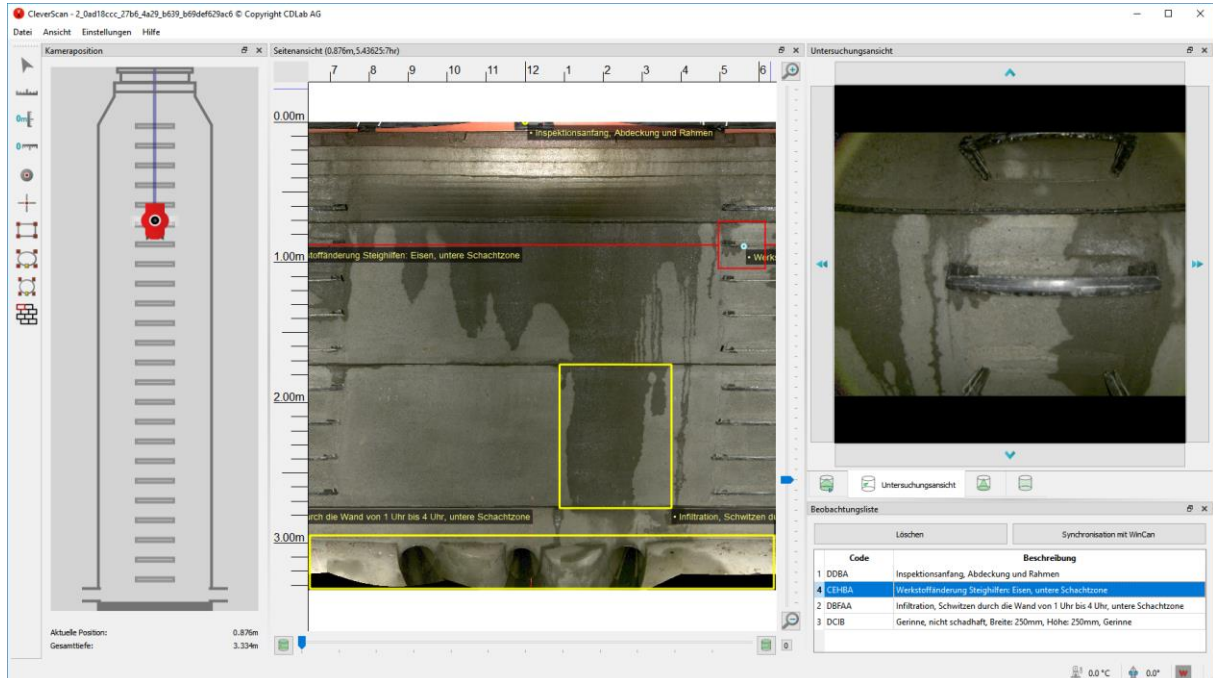 CleverScan - 2_0ad18ccc_27b6_4a29_b639_b69def629ac6 © Copyright CDLab AG
Datei Ansicht Einstellungen Hilfe
Kameraposition
Aktuelle Position: 0.876m
Gesamttiefe: 3.334m
Seitenansicht (0.876m,5.43625:7hr)
7 8 9 10 11 12 1 2 3 4 5 6
0.00m
• Inspektionsanfang, Abdeckung und Rahmen
1.00m
toffänderung Steighilfen: Eisen, untere Schachtzone
• Werks
2.00m
urch die Wand von 1 Uhr bis 4 Uhr, untere Schachtzone
• Infiltration, Schwitzen du
3.00m
0
Untersuchungsansicht
Untersuchungsansicht
Beobachtungsliste
Löschen
Synchronisation mit WinCan
Code Beschreibung
1 DDBA Inspektionsanfang, Abdeckung und Rahmen
4 CEHBA Werkstoffänderung Steighilfen: Eisen, untere Schachtzone
2 DBFAA Infiltration, Schwitzen durch die Wand von 1 Uhr bis 4 Uhr, untere Schachtzone
3 DCIB Gerinne, nicht schadhaft, Breite: 250mm, Höhe: 250mm, Gerinne
0.0 °C 0.0° W